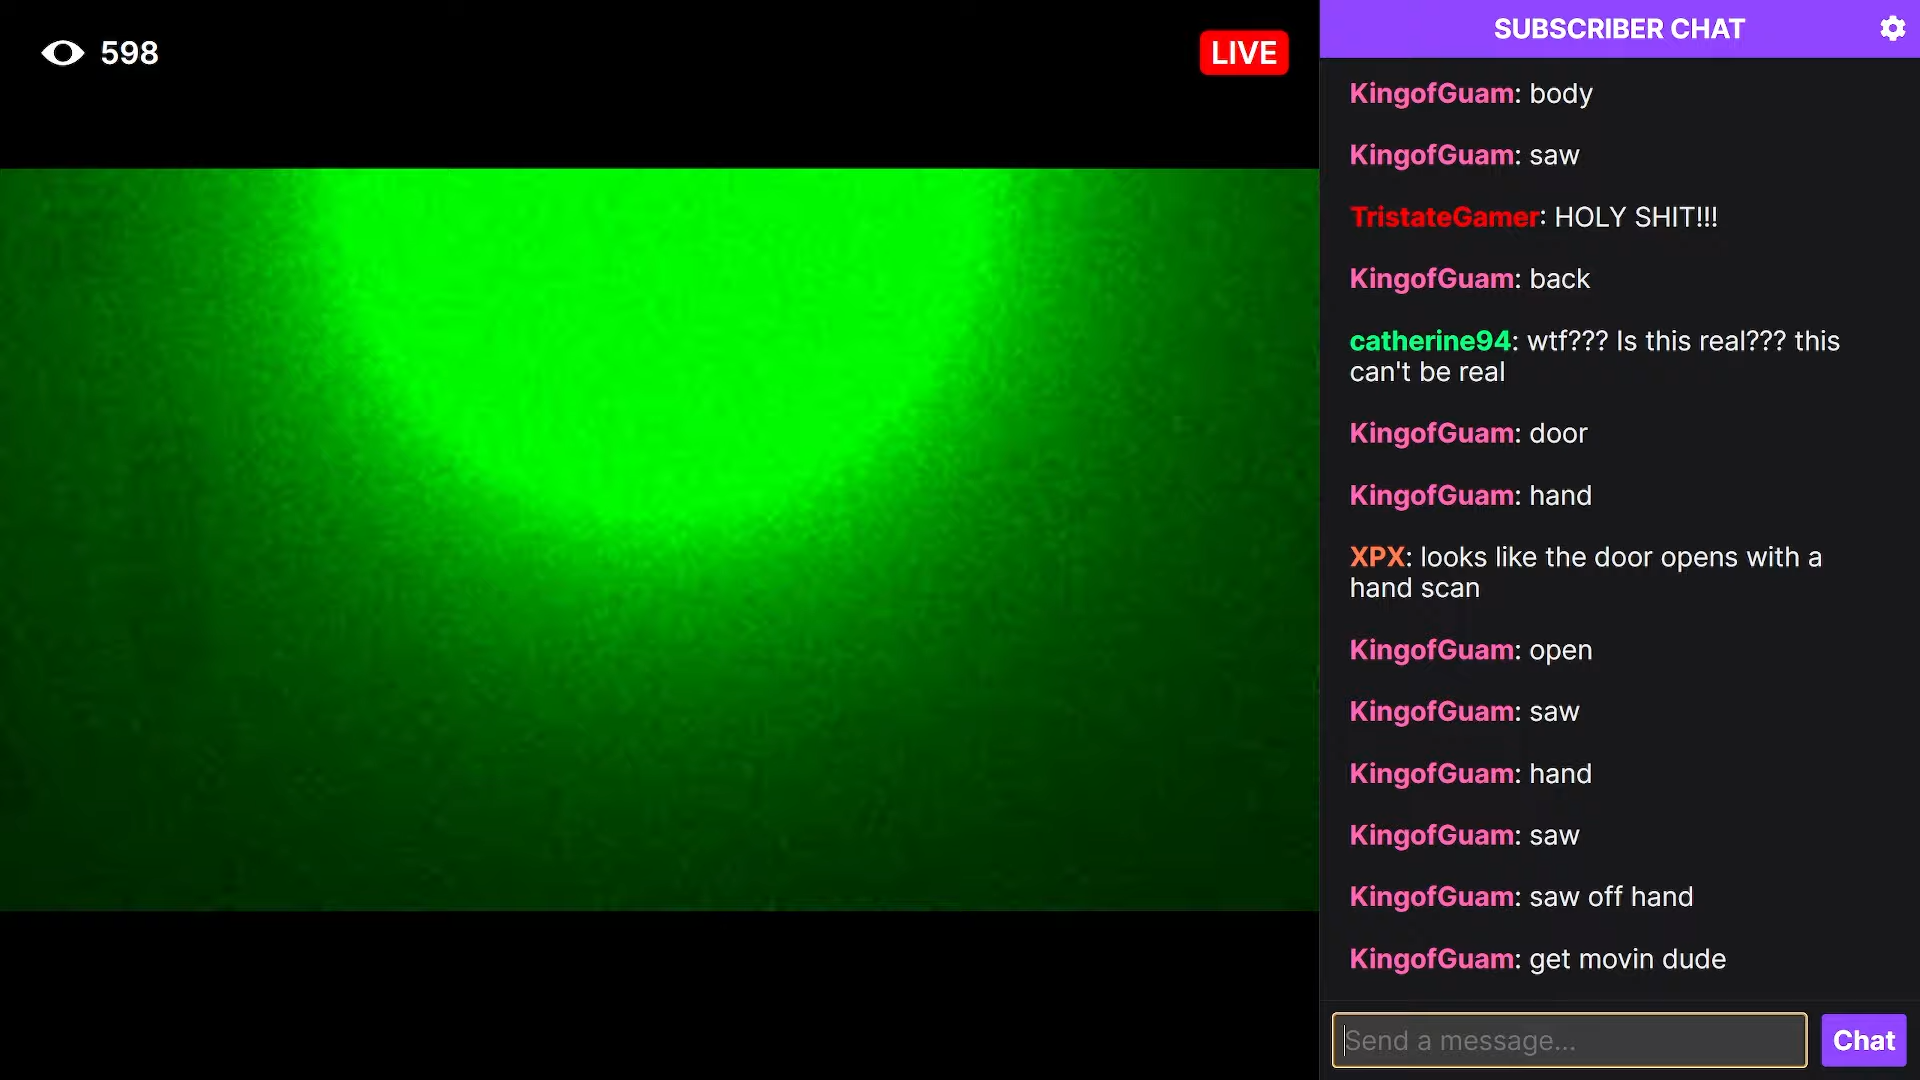 598
LIVE
SUBSCRIBER CHAT
KingofGuam: body
KingofGuam: saw
TristateGamer: HOLY SHIT!!!
KingofGuam: back
catherine94: wtf??? Is this real??? this
can't be real
KingofGuam: door
KingofGuam: hand
XPX: looks like the door opens with a
hand scan
KingofGuam: open
KingofGuam: saw
KingofGuam: hand
KingofGuam: saw
KingofGuam: saw off hand
KingofGuam: get movin dude
Send a message...
Chat